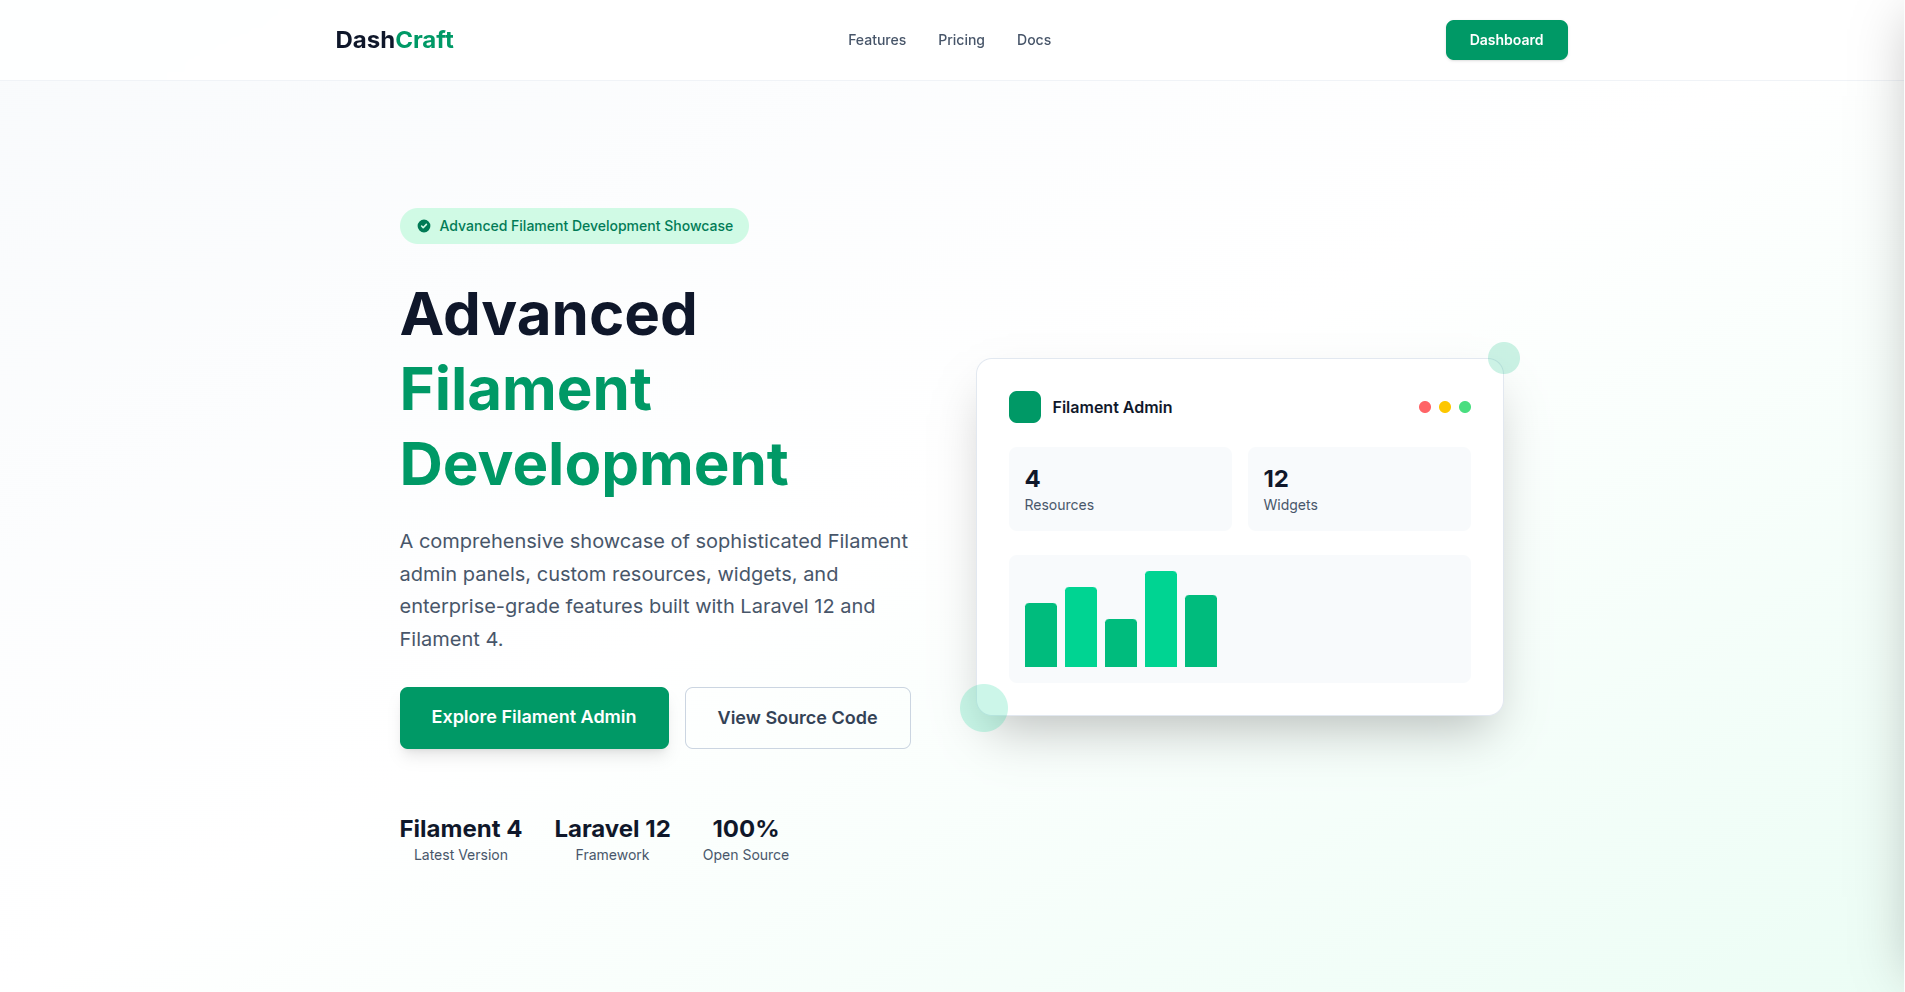 DashCraft
Features Pricing Docs
Dashboard
Advanced Filament Development Showcase
Advanced
Filament
Development
A comprehensive showcase of sophisticated Filament
admin panels, custom resources, widgets, and
enterprise-grade features built with Laravel 12 and
Filament 4.
Explore Filament Admin
View Source Code
Filament 4
Latest Version
Laravel 12
Framework
100%
Open Source
Filament Admin
4
Resources
12
Widgets